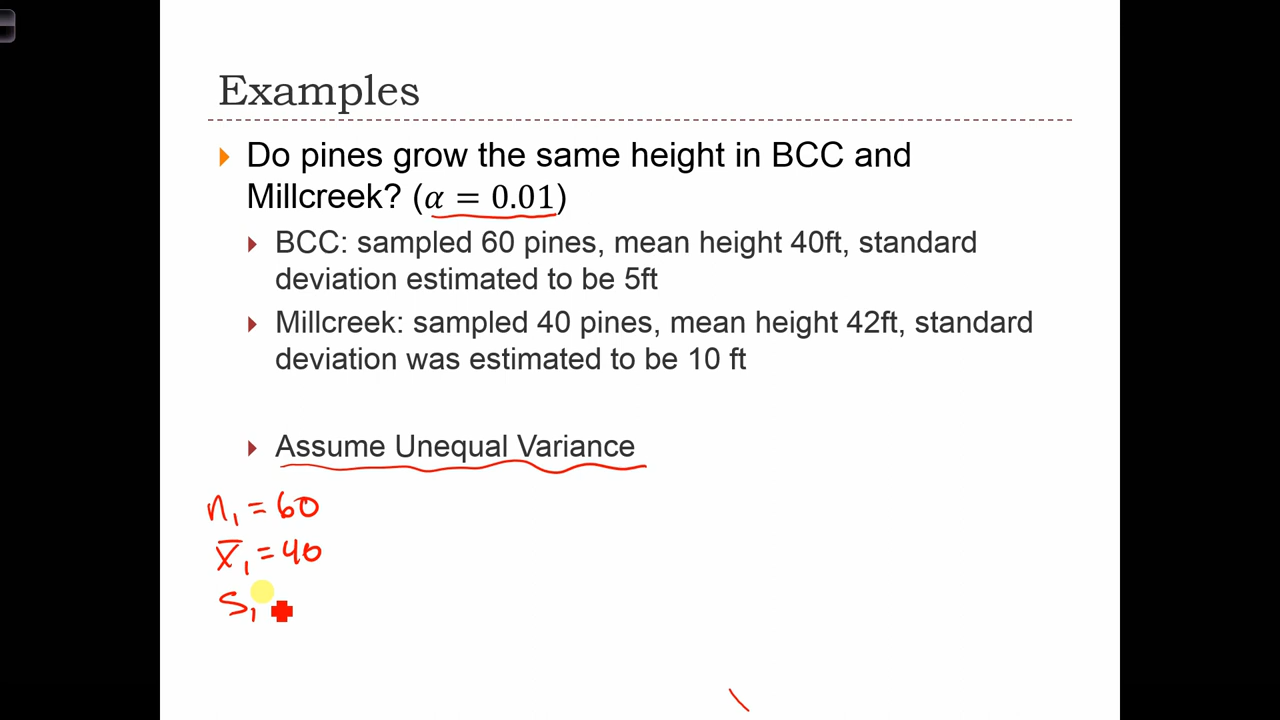 Examples
Do pines grow the same height in BCC and
Millcreek? (α = 0.01)
BCC: sampled 60 pines, mean height 40ft, standard
deviation estimated to be 5ft
Millcreek: sampled 40 pines, mean height 42ft, standard
deviation was estimated to be 10 ft
Assume Unequal Variance
n₁ = 60
x̄₁ = 40
S₁